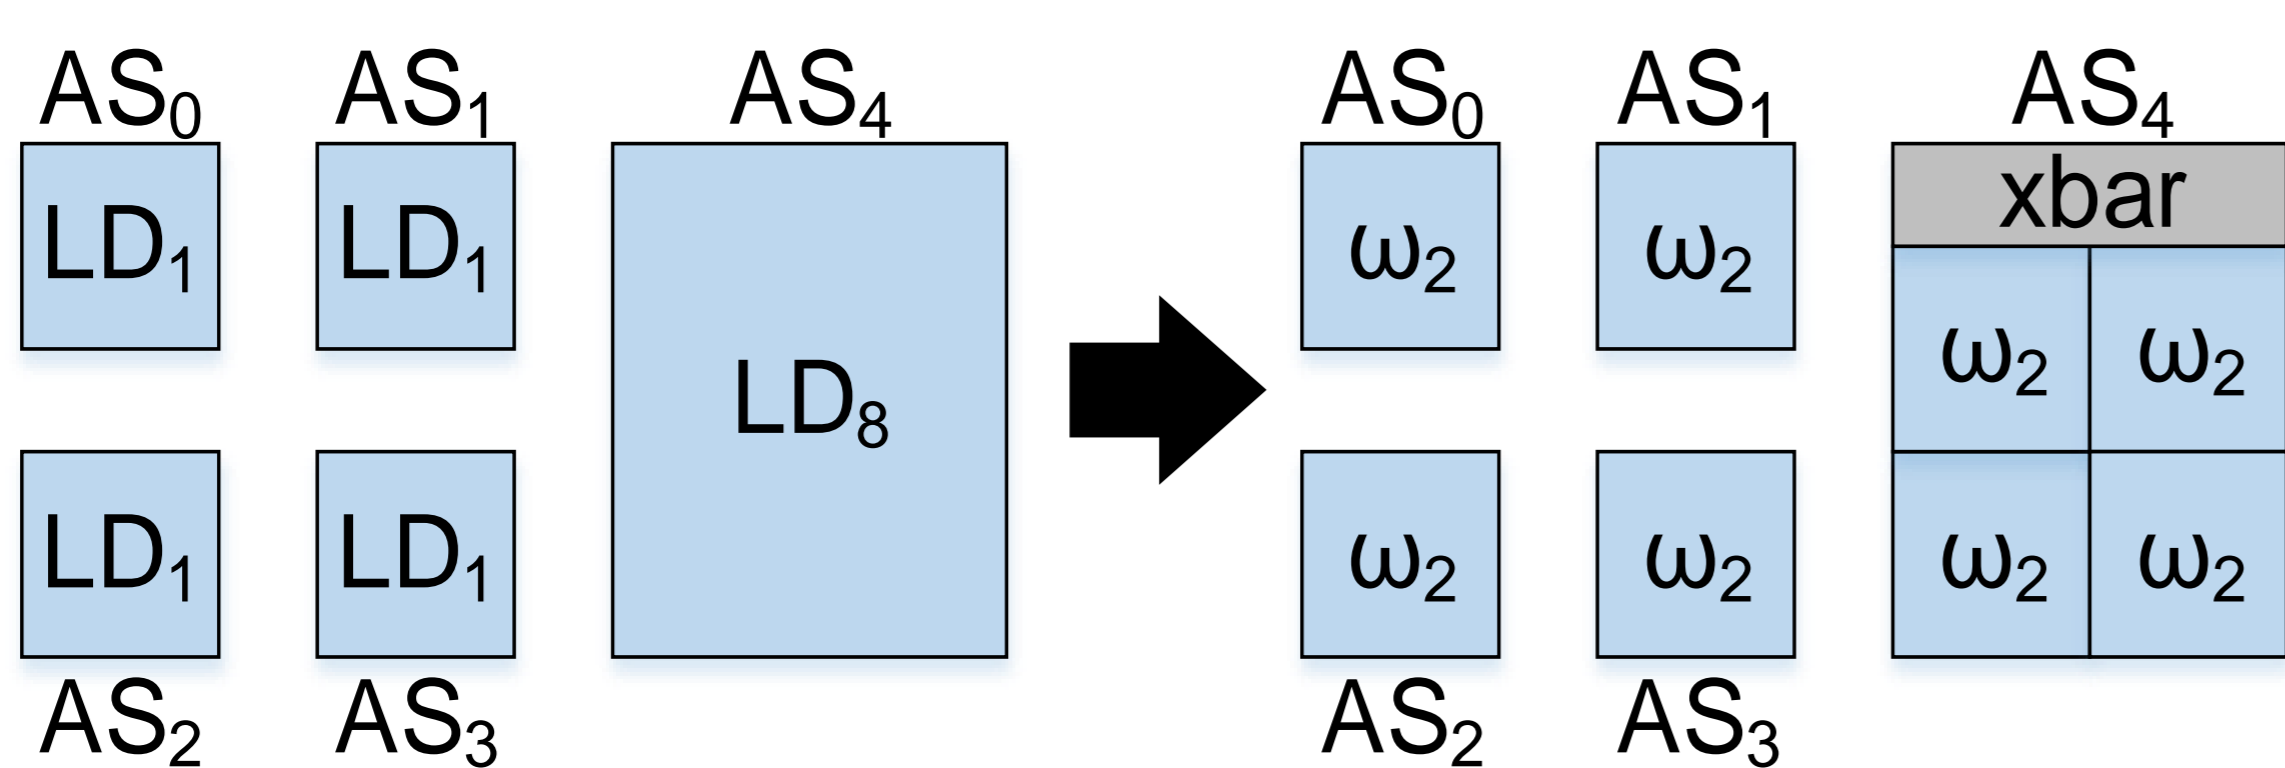 AS₀ AS₁ AS₄ AS₀ AS₁ AS₄
xbar
LD₁ LD₁ ω₂ ω₂
LD₈ ω₂ ω₂
LD₁ LD₁ ω₂ ω₂ ω₂ ω₂
AS₂ AS₃ AS₂ AS₃